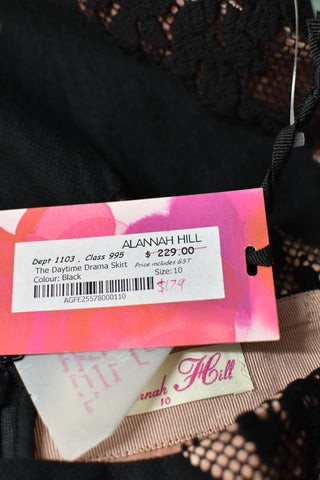 ALANNAH HILL
Dept 1103 , Class 995 $ 229.00
The Daytime Drama Skirt Price includes GST
Colour: Black Size:10
$179
AGFE25578000110
Hill
nnah
10